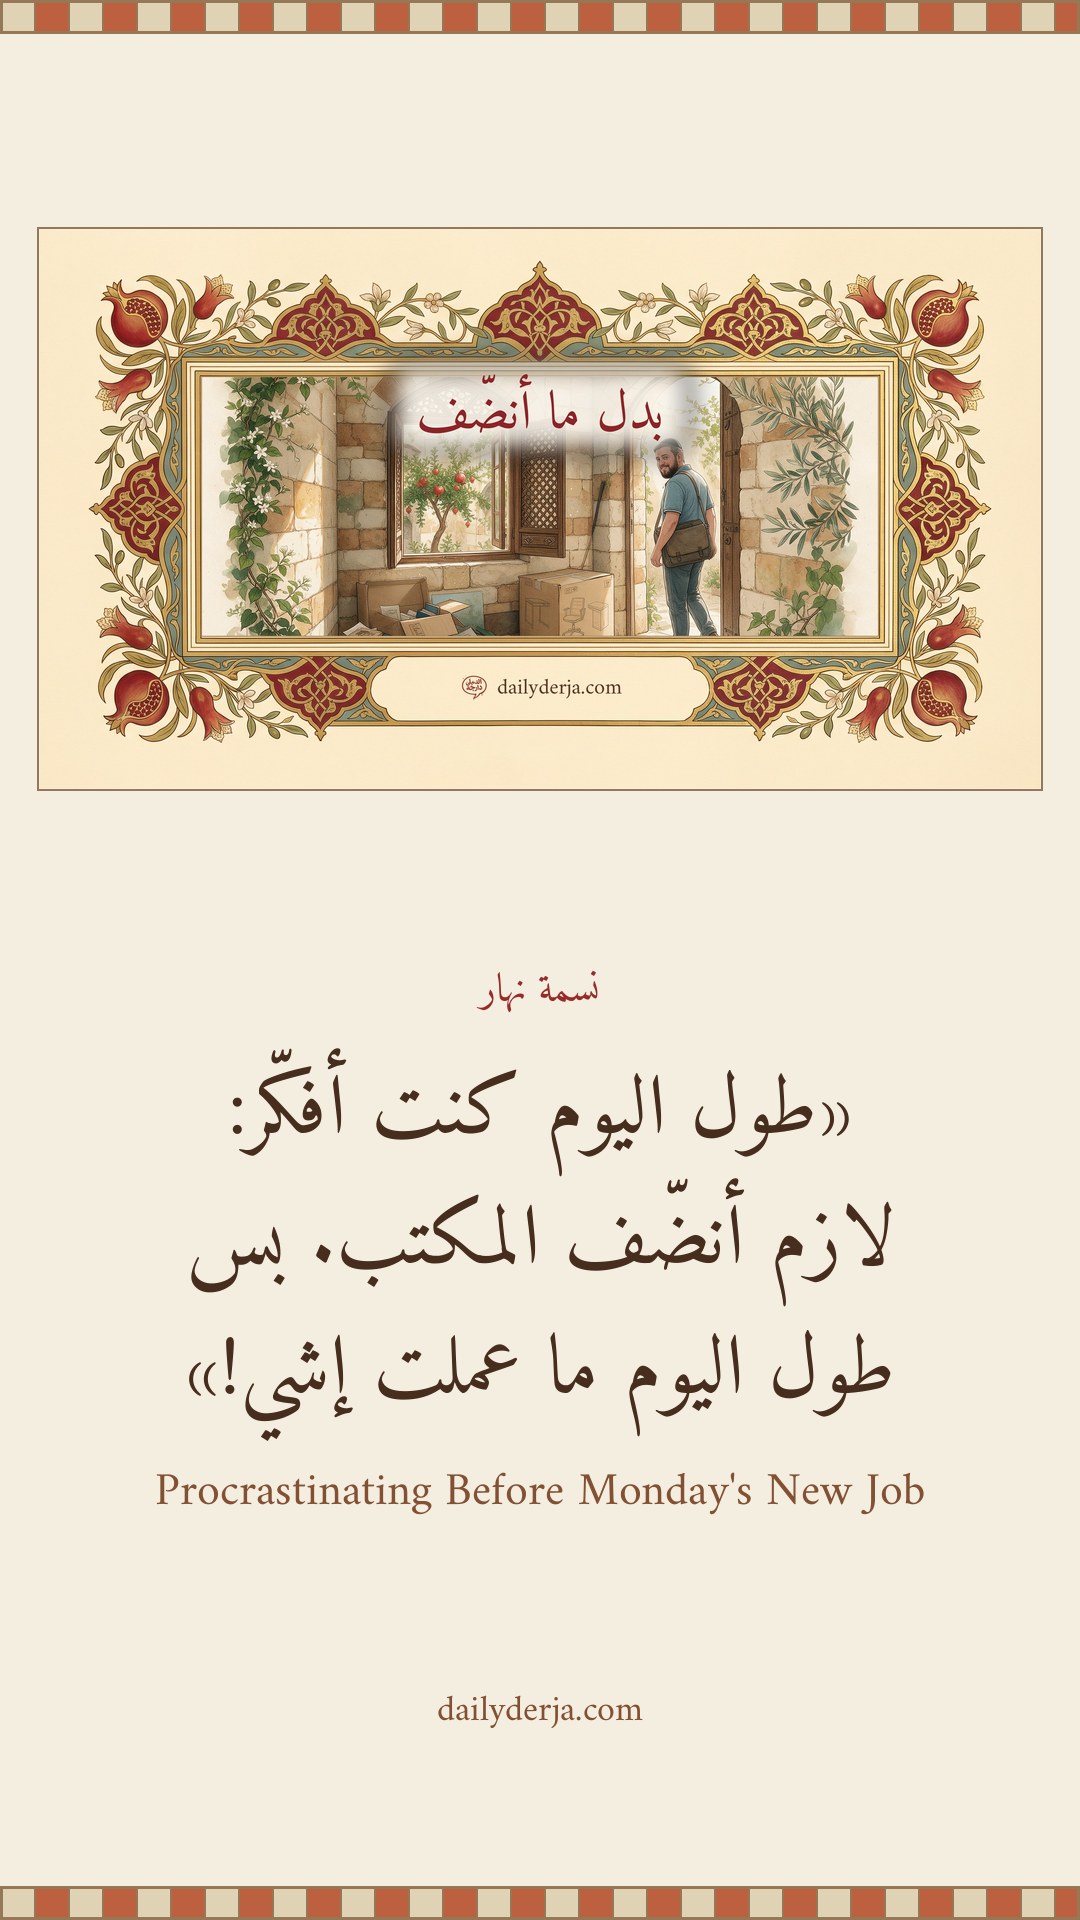 بدل ما أنضّف
dailyderja.com
نسمة نهار
«طول اليوم كنت أفكّر:
لازم أنضّف المكتب. بس
طول اليوم ما عملت إشي!»
Procrastinating Before Monday's New Job
dailyderja.com